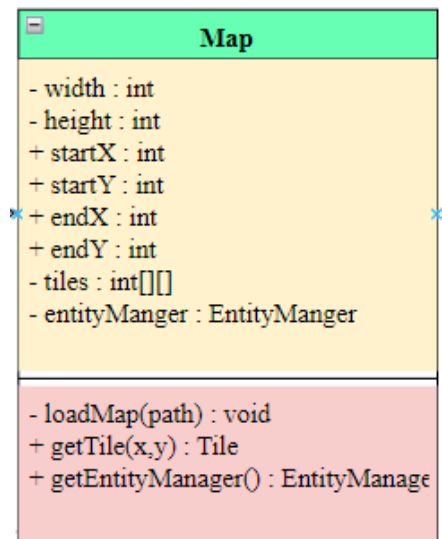 Map
- width : int
- height : int
+ startX : int
+ startY : int
+ endX : int
+ endY : int
- tiles : int[][]
- entityManger : EntityManger
- loadMap(path) : void
+ getTile(x,y) : Tile
+ getEntityManager() : EntityManage